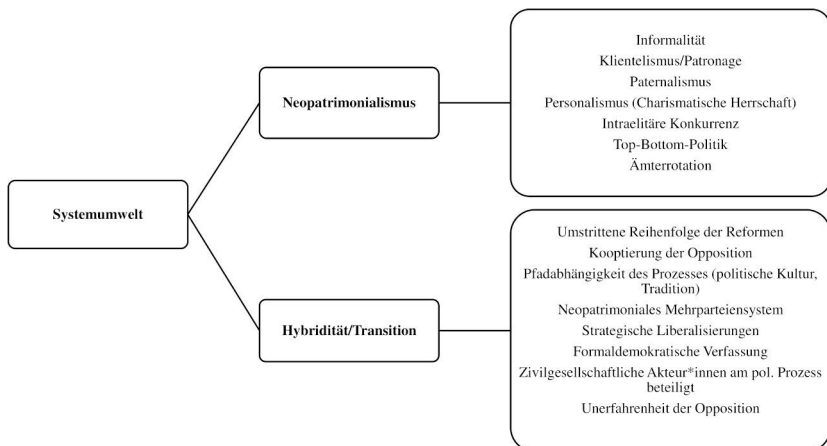 Systemumwelt
Neopatrimonialismus
Informalität
Klientelismus/Patronage
Paternalismus
Personalismus (Charismatische Herrschaft)
Intraelitäre Konkurrenz
Top-Bottom-Politik
Ämterrotation
Hybridität/Transition
Umstrittene Reihenfolge der Reformen
Kooptierung der Opposition
Pfadabhängigkeit des Prozesses (politische Kultur,
Tradition)
Neopatrimoniales Mehrparteiensystem
Strategische Liberalisierungen
Formaldemokratische Verfassung
Zivilgesellschaftliche Akteur*innen am pol. Prozess
beteiligt
Unerfahrenheit der Opposition